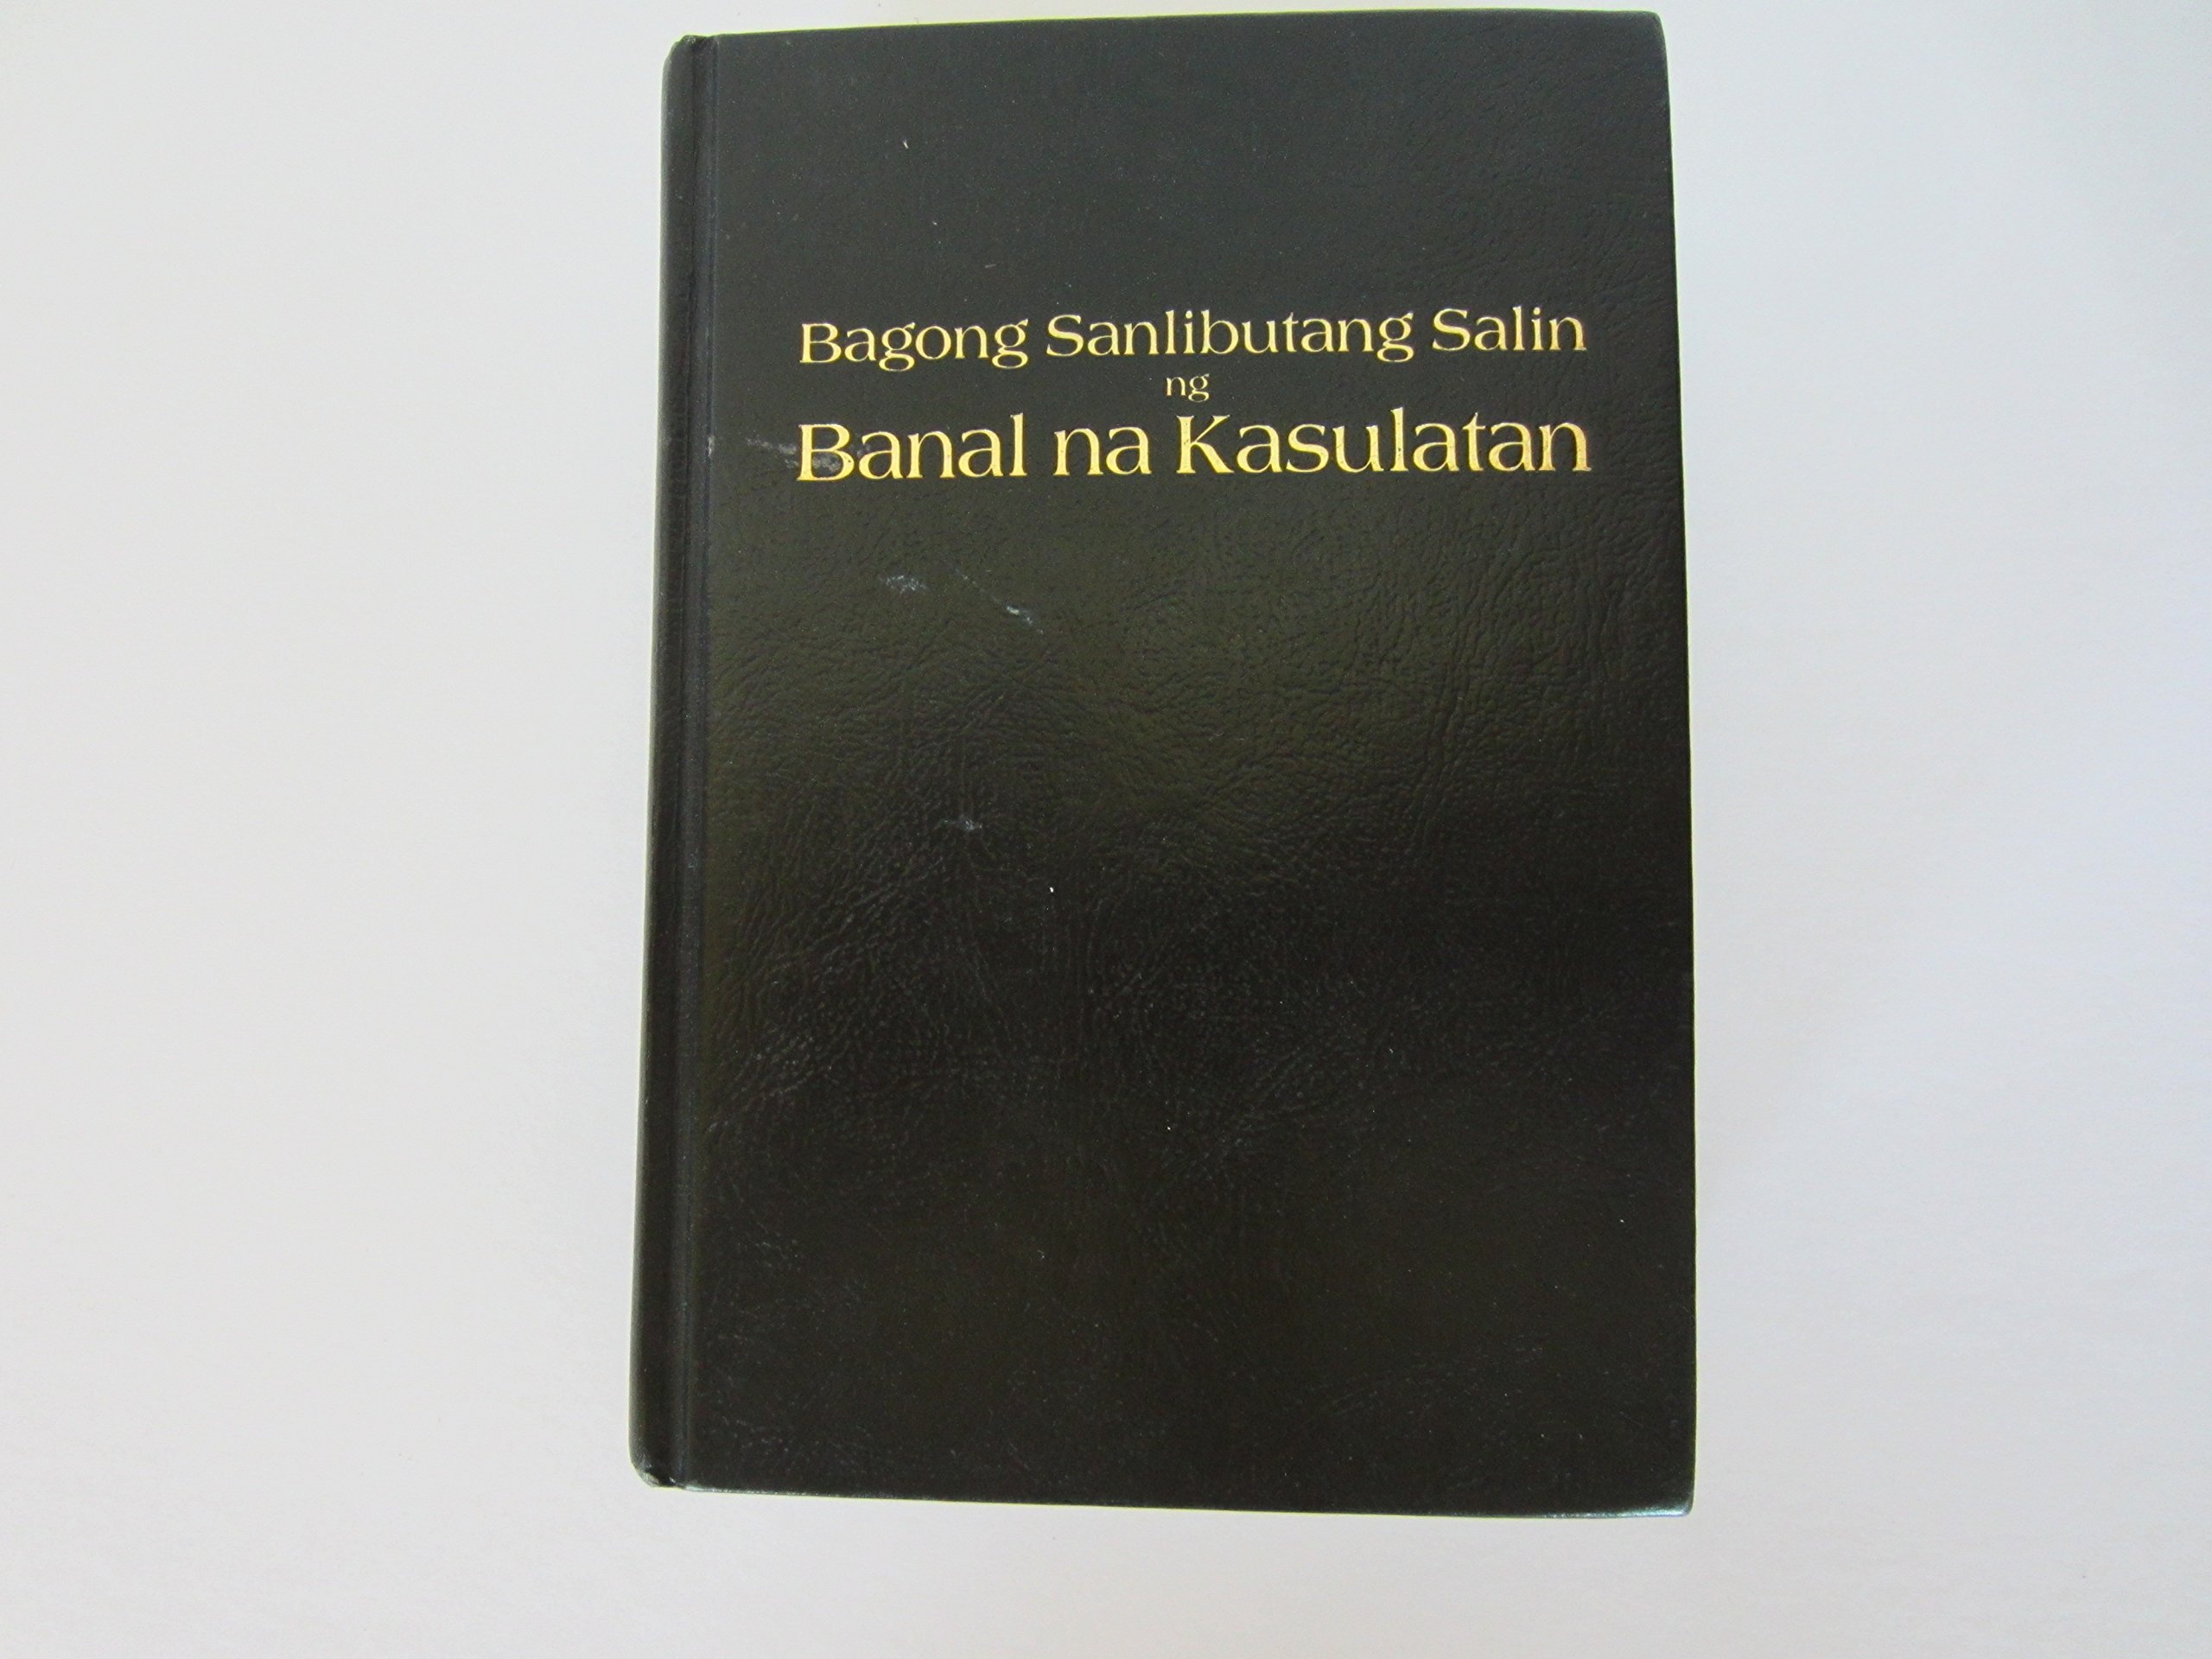 Bagong Sanlibutang Salin
ng
Banal na Kasulatan